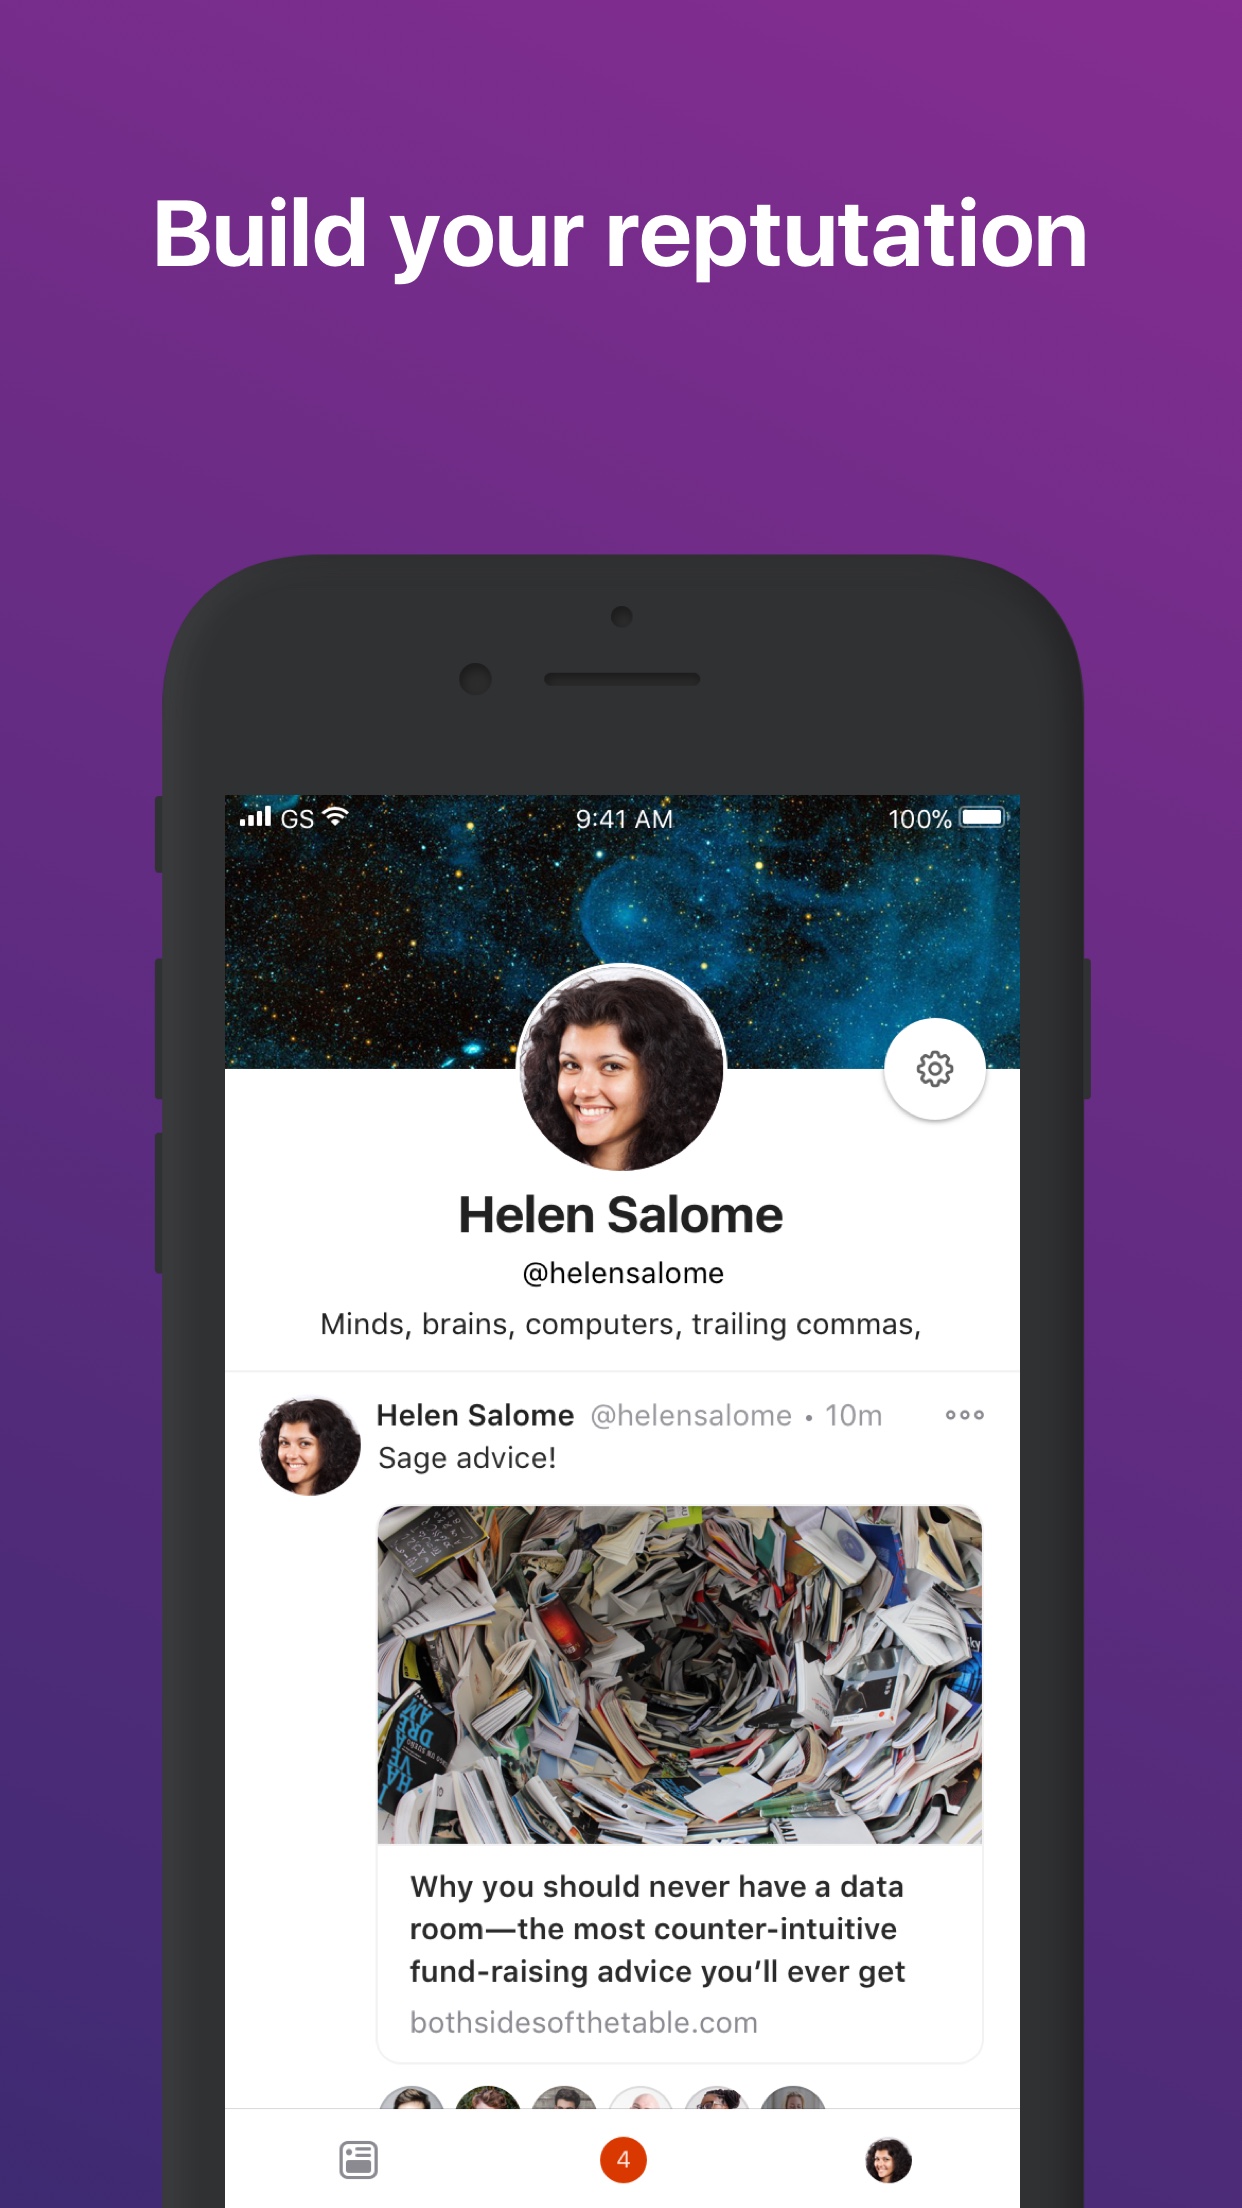 Build your reptutation
GS 9:41 AM 100%
Helen Salome
@helensalome
Minds, brains, computers, trailing commas,
Helen Salome @helensalome • 10m
Sage advice!
Why you should never have a data
room—the most counter-intuitive
fund-raising advice you’ll ever get
bothsidesofthetable.com
4